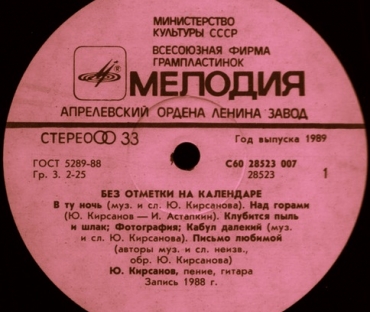 МИНИСТЕРСТВО
КУЛЬТУРЫ СССР
ВСЕСОЮЗНАЯ ФИРМА
ГРАМПЛАСТИНОК
МЕЛОДИЯ
АПРЕЛЕВСКИЙ ОРДЕНА ЛЕНИНА ЗАВОД
СТЕРЕО 33
Год выпуска 1989
ГОСТ 5289-88
С60 28523 007
Гр. 3. 2-25
28523
1
БЕЗ ОТМЕТКИ НА КАЛЕНДАРЕ
В ту ночь (муз. и сл. Ю. Кирсанова). Над горами
(Ю. Кирсанов — И. Астапкин). Клубится пыль
и шлак; Фотография; Кабул далекий (муз.
и сл. Ю. Кирсанова). Письмо любимой
(авторы муз. и сл. неизв.,
обр. Ю. Кирсанова)
Ю. Кирсанов, пение, гитара
Запись 1988 г.